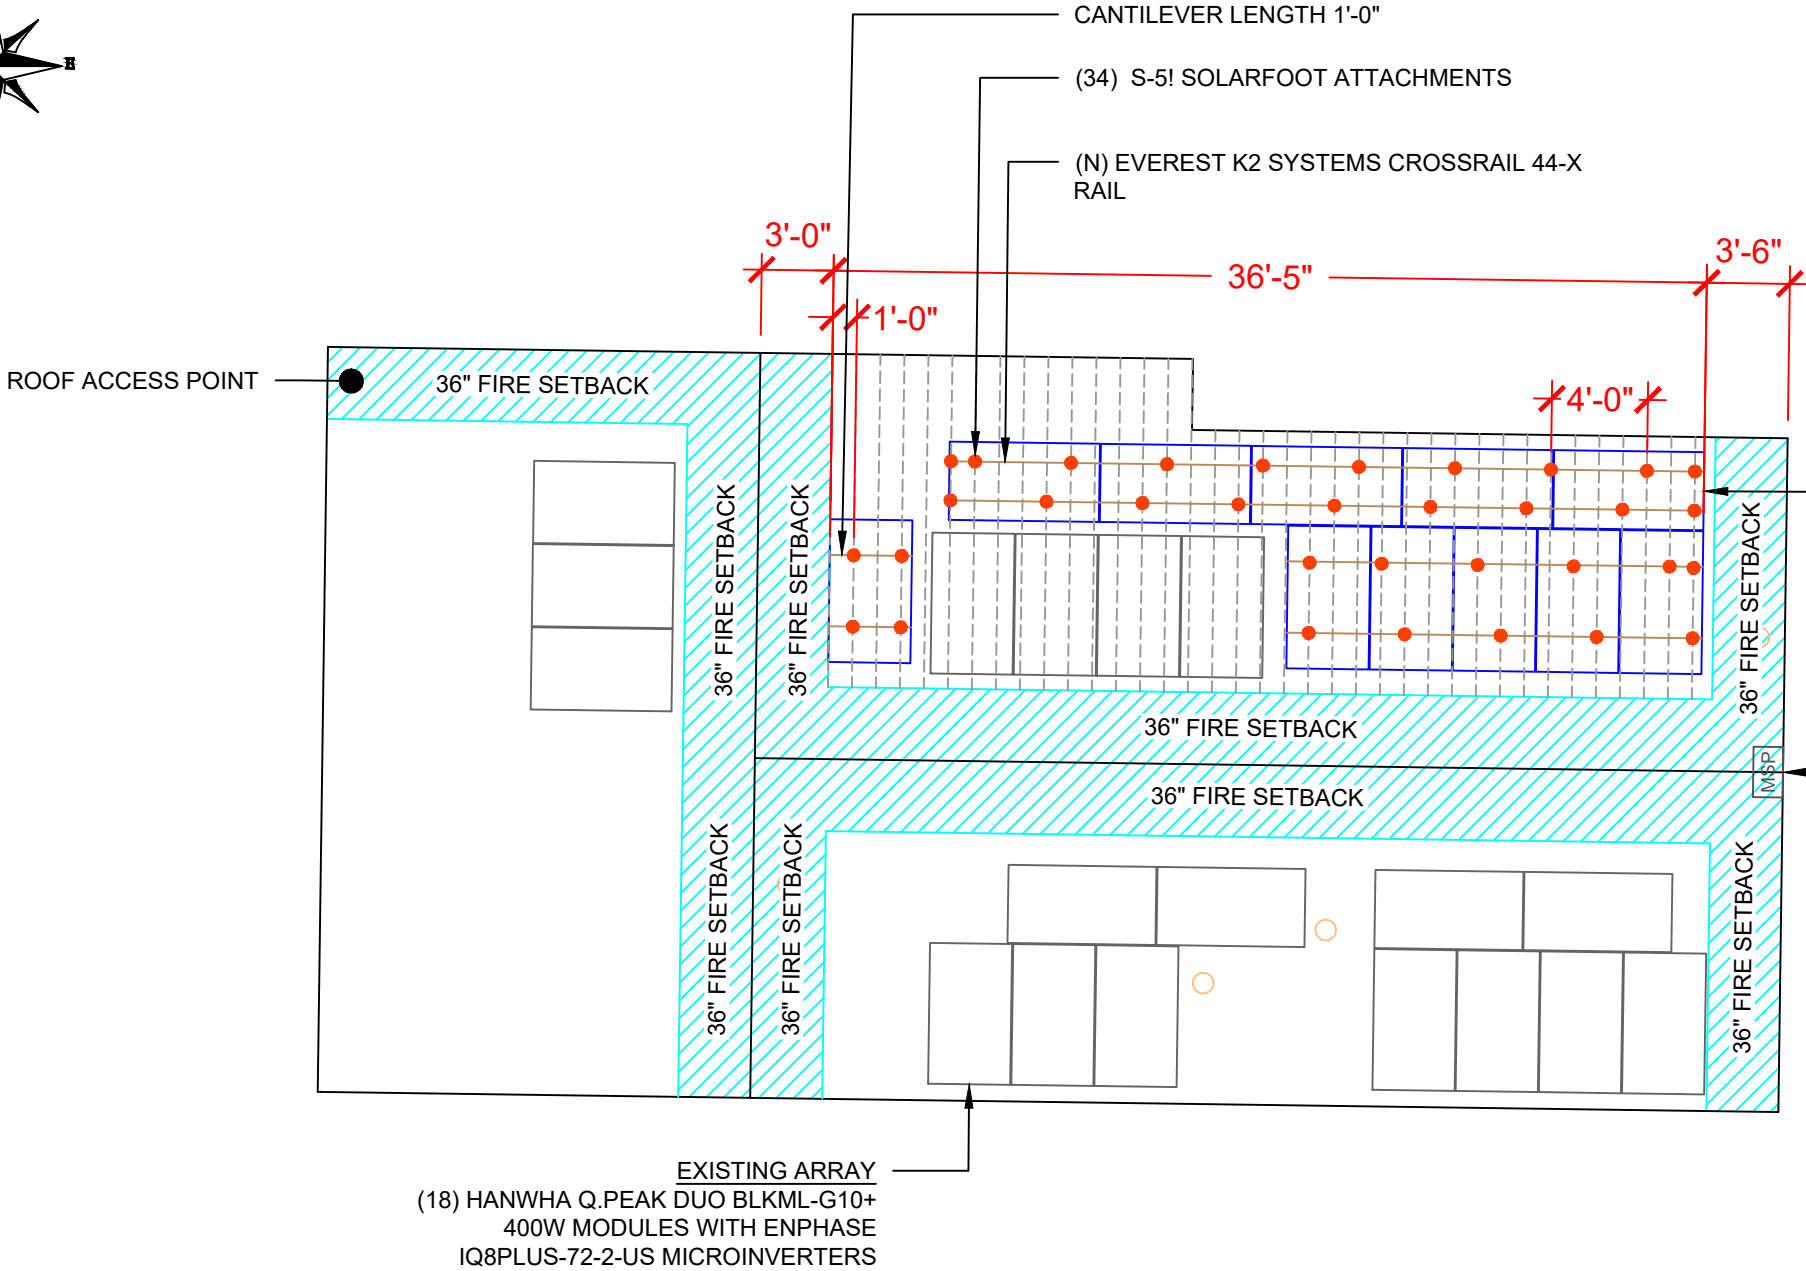 CANTILEVER LENGTH 1'-0"
(34) S-5! SOLARFOOT ATTACHMENTS
(N) EVEREST K2 SYSTEMS CROSSRAIL 44-X
RAIL
3'-0"
36'-5"
3'-6"
1'-0"
4'-0"
ROOF ACCESS POINT
36" FIRE SETBACK
36" FIRE SETBACK
36" FIRE SETBACK
36" FIRE SETBACK
36" FIRE SETBACK
36" FIRE SETBACK
MSP
36" FIRE SETBACK
36" FIRE SETBACK
36" FIRE SETBACK
EXISTING ARRAY
(18) HANWHA Q.PEAK DUO BLKML-G10+
400W MODULES WITH ENPHASE
IQ8PLUS-72-2-US MICROINVERTERS